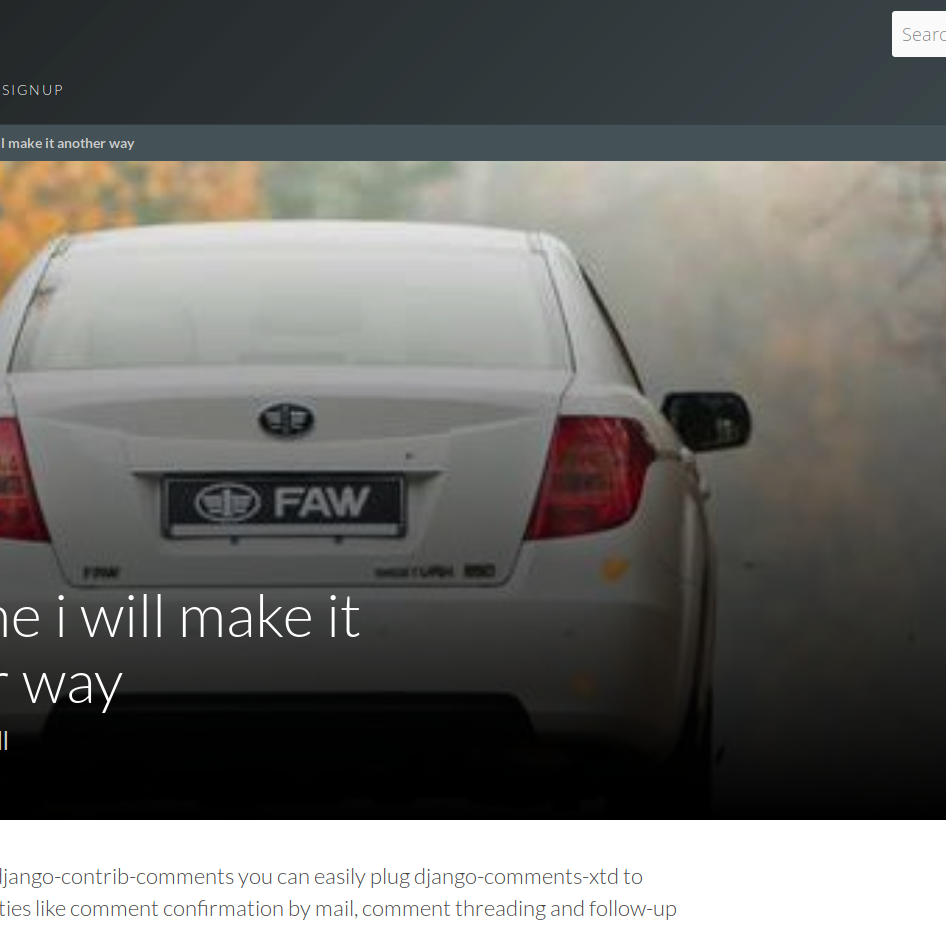 Searc
SIGNUP
l make it another way
FAW
FAW
ne i will make it
r way
ll
django-contrib-comments you can easily plug django-comments-xtd to
ties like comment confirmation by mail, comment threading and follow-up